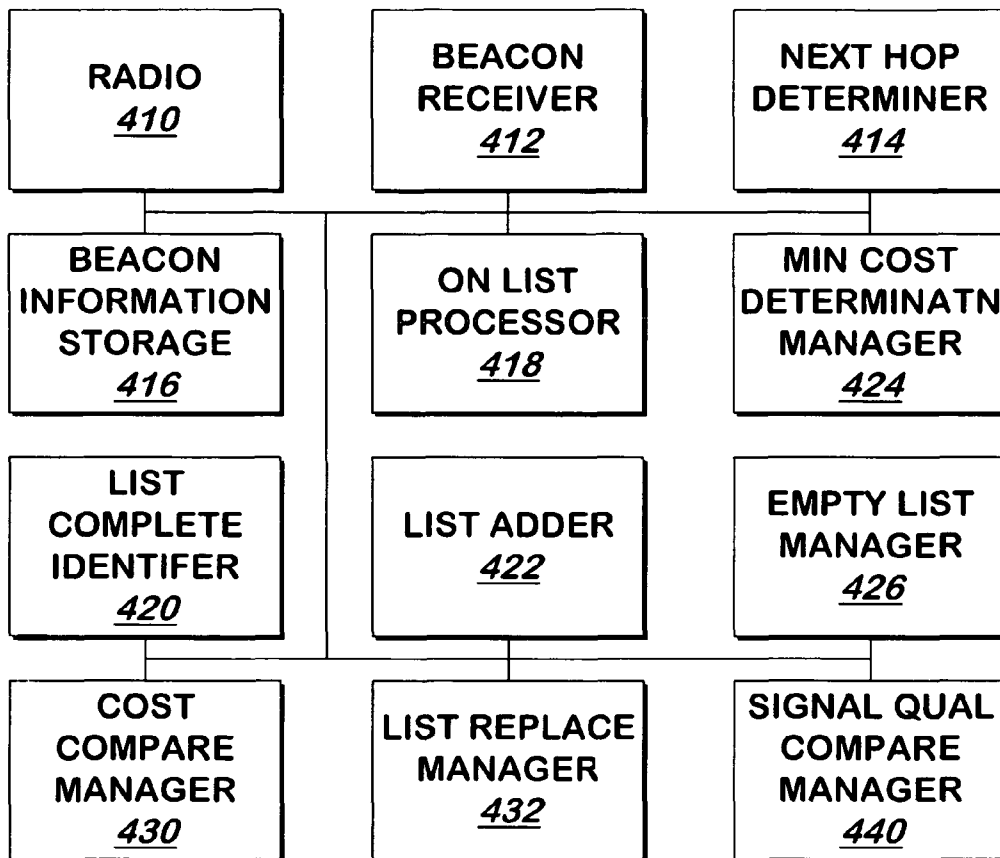 RADIO
410
BEACON
RECEIVER
412
NEXT HOP
DETERMINER
414
BEACON
INFORMATION
STORAGE
416
ON LIST
PROCESSOR
418
MIN COST
DETERMINATN
MANAGER
424
LIST
COMPLETE
IDENTIFER
420
LIST ADDER
422
EMPTY LIST
MANAGER
426
COST
COMPARE
MANAGER
430
LIST REPLACE
MANAGER
432
SIGNAL QUAL
COMPARE
MANAGER
440